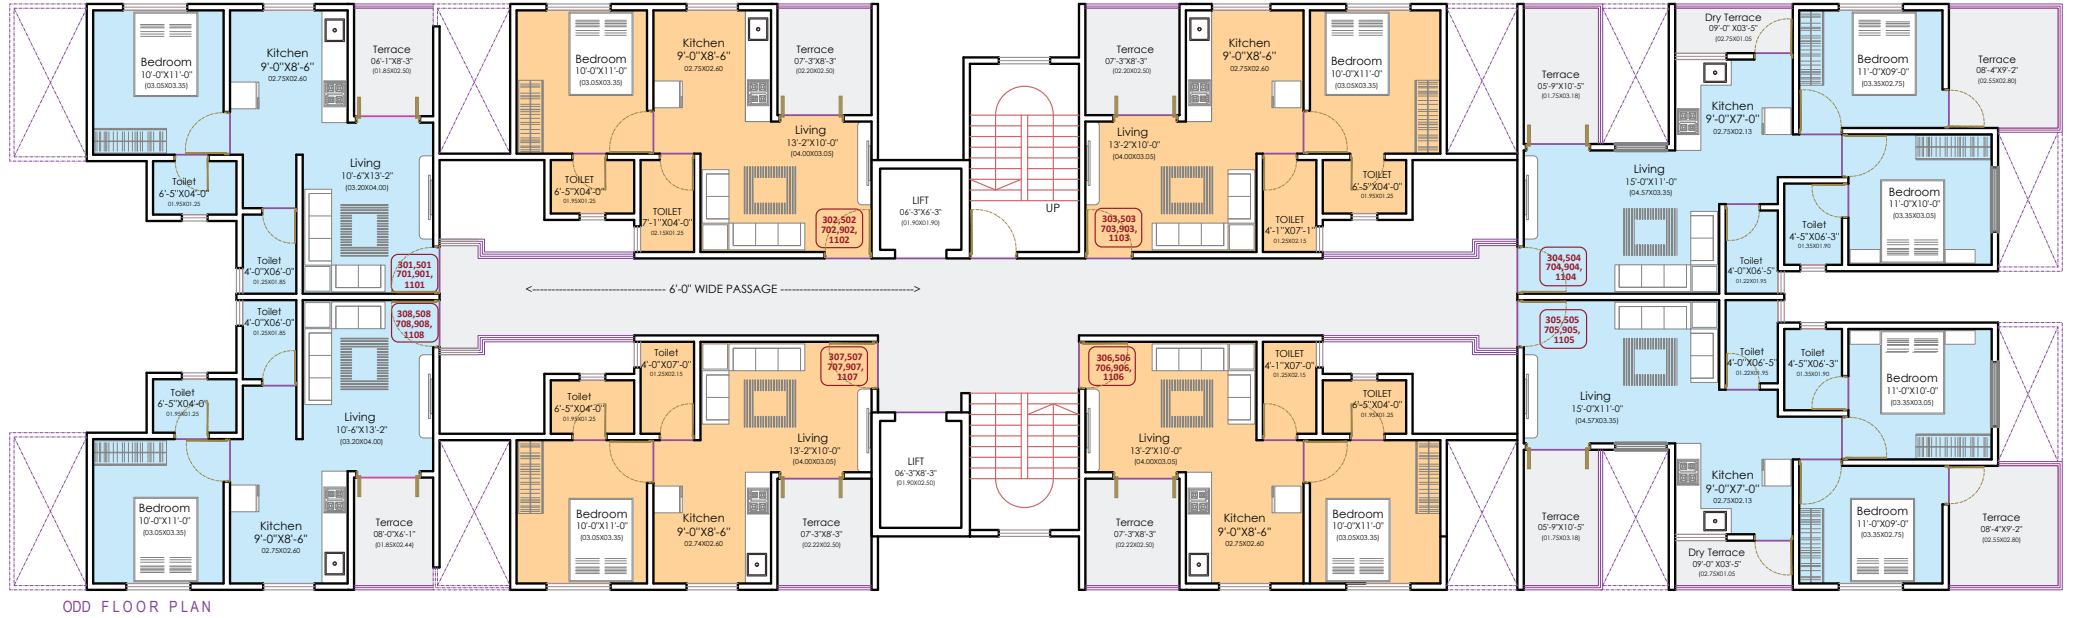 Bedroom
10'-0"X11'-0"
(03.05X03.35)
Kitchen
9'-0"X8'-6"
02.75X02.60
Terrace
06'-1"X8'-3"
(01.85X02.50)
Toilet
6'-5"X04'-0"
01.95X01.25
Living
10'-6"X13'-2"
(03.20X04.00)
Toilet
4'-0"X06'-0"
01.25X01.85
301,501
701,901,
1101
Bedroom
10'-0"X11'-0"
(03.05X03.35)
Kitchen
9'-0"X8'-6"
02.75X02.60
Terrace
07'-3"X8'-3"
(02.20X02.50)
Living
13'-2"X10'-0"
(04.00X03.05)
TOILET
6'-5"X04'-0"
01.95X01.25
TOILET
7'-1"X04'-0"
02.15X01.25
302,502
702,902,
1102
LIFT
06'-3"X6'-3"
(01.90X01.90)
UP
Terrace
07'-3"X8'-3"
(02.20X02.50)
Kitchen
9'-0"X8'-6"
02.75X02.60
Bedroom
10'-0"X11'-0"
(03.05X03.35)
Living
13'-2"X10'-0"
(04.00X03.05)
TOILET
6'-5"X04'-0"
01.95X01.25
TOILET
4'-1"X07'-1"
01.25X02.15
303,503
703,903,
1103
Terrace
05'-9"X10'-5"
(01.75X03.18)
Dry Terrace
09'-0" X03'-5"
(02.75X01.05
Kitchen
9'-0"X7'-0"
02.75X02.13
Bedroom
11'-0"X09'-0"
(03.35X02.75)
Terrace
08'-4"X9'-2"
(02.55X02.80)
Living
15'-0"X11'-0"
(04.57X03.35)
Bedroom
11'-0"X10'-0"
(03.35X03.05)
Toilet
4'-5"X06'-3"
01.35X01.90
Toilet
4'-0"X06'-5"
01.22X01.95
304,504
704,904,
1104
6'-0" WIDE PASSAGE
308,508
708,908,
1108
Toilet
4'-0"X06'-0"
01.25X01.85
Toilet
6'-5"X04'-0"
01.95X01.25
Living
10'-6"X13'-2"
(03.20X04.00)
Bedroom
10'-0"X11'-0"
(03.05X03.35)
Kitchen
9'-0"X8'-6"
02.75X02.60
Terrace
08'-0"X6'-1"
(01.85X02.44)
307,507
707,907,
1107
Toilet
4'-0"X07'-0"
01.25X02.15
Toilet
6'-5"X04'-0"
01.95X01.25
Living
13'-2"X10'-0"
(04.00X03.05)
Bedroom
10'-0"X11'-0"
(03.05X03.35)
Kitchen
9'-0"X8'-6"
02.74X02.60
Terrace
07'-3"X8'-3"
(02.22X02.50)
LIFT
06'-3"X8'-3"
(01.90X02.50)
306,506
706,906,
1106
TOILET
4'-1"X07'-0"
01.25X02.15
TOILET
6'-5"X04'-0"
01.95X01.25
Living
13'-2"X10'-0"
(04.00X03.05)
Terrace
07'-3"X8'-3"
(02.22X02.50)
Kitchen
9'-0"X8'-6"
02.75X02.60
Bedroom
10'-0"X11'-0"
(03.05X03.35)
305,505
705,905,
1105
Toilet
4'-0"X06'-5"
01.22X01.95
Toilet
4'-5"X06'-3"
01.35X01.90
Bedroom
11'-0"X10'-0"
(03.35X03.05)
Living
15'-0"X11'-0"
(04.57X03.35)
Kitchen
9'-0"X7'-0"
02.75X02.13
Terrace
05'-9"X10'-5"
(01.75X03.18)
Dry Terrace
09'-0" X03'-5"
(02.75X01.05
Bedroom
11'-0"X09'-0"
(03.35X02.75)
Terrace
08'-4"X9'-2"
(02.55X02.80)
ODD FLOOR PLAN